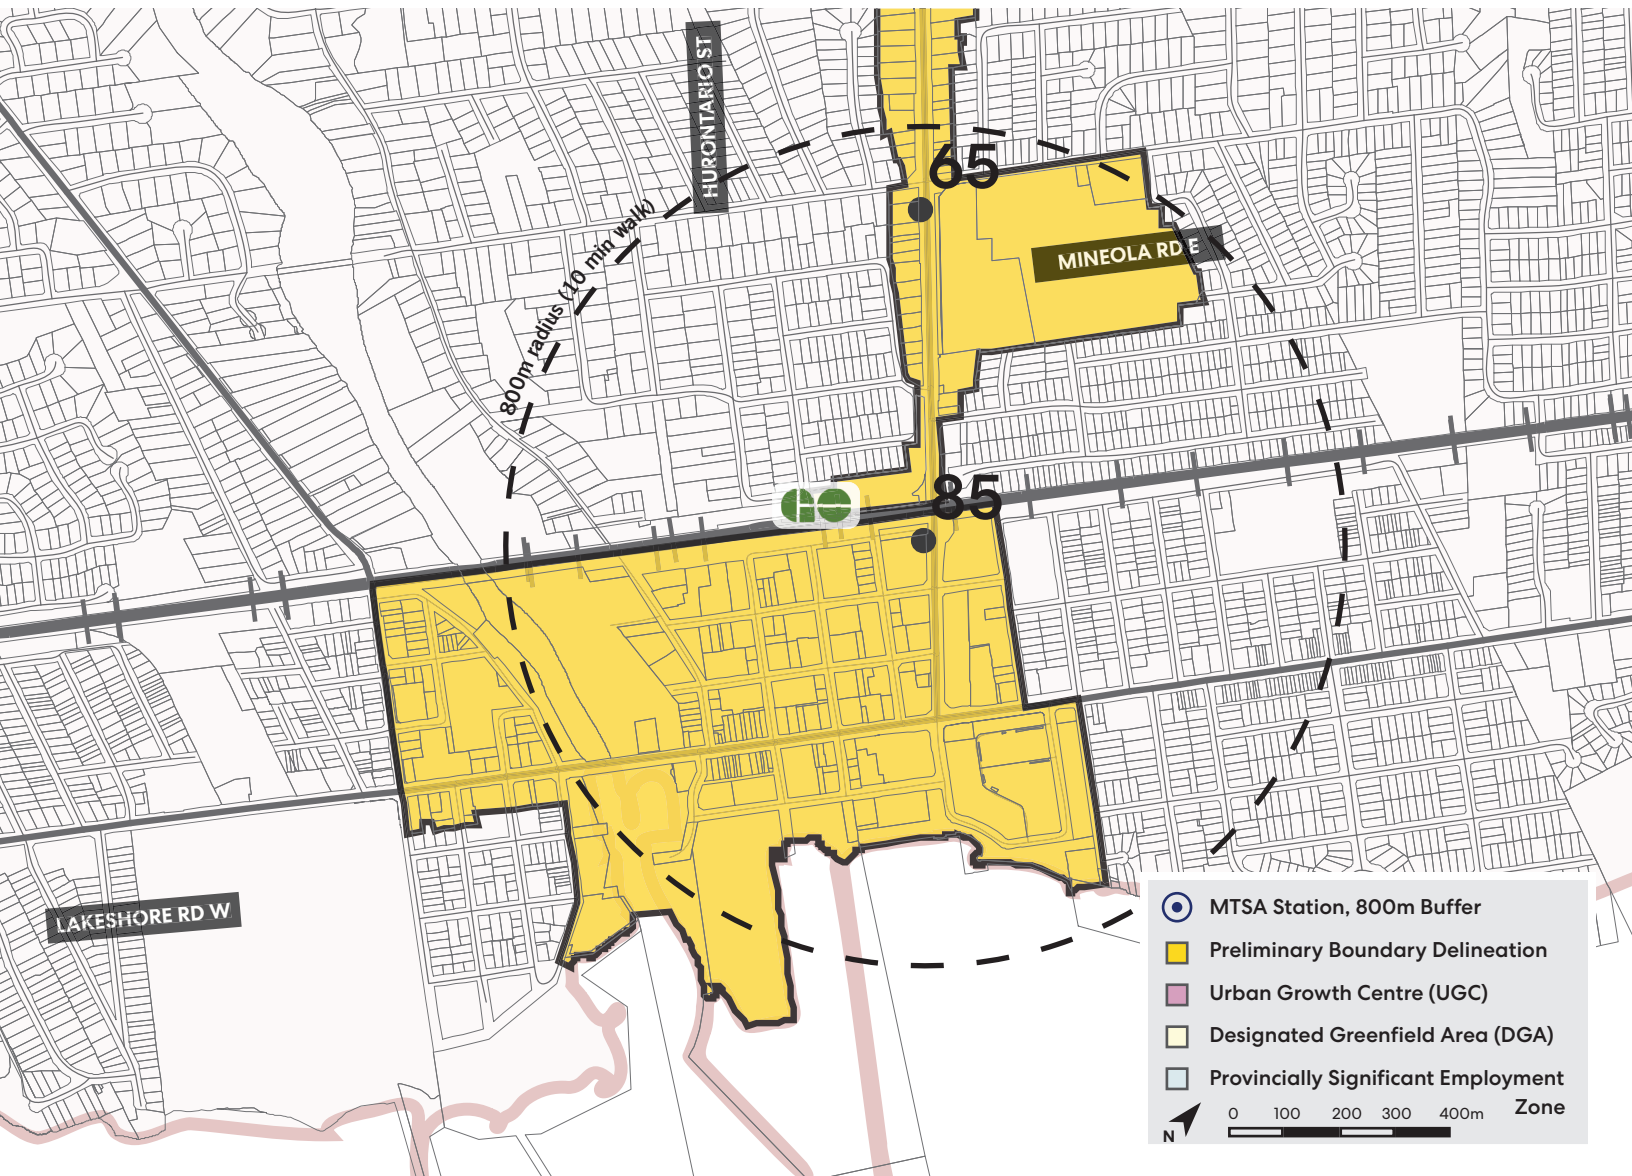 HURONTARIO ST
65
800m radius (10 min walk)
MINEOLA RD E
85
LAKESHORE RD W
MTSA Station, 800m Buffer
Preliminary Boundary Delineation
Urban Growth Centre (UGC)
Designated Greenfield Area (DGA)
Provincially Significant Employment
Zone
0 100 200 300 400m
N